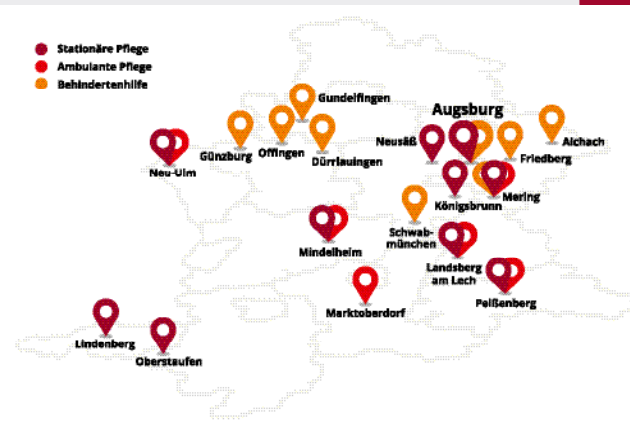 Stationäre Pflege
Ambulante Pflege
Behindertenhilfe
Gundelfingen
Augsburg
Neusäß
Aichach
Friedberg
Günzburg
Offingen
Dürrlauingen
Neu-Ulm
Mering
Königsbrunn
Schwab-
münchen
Mindelheim
Landsberg
am Lech
Peißenberg
Marktoberdorf
Lindenberg
Oberstaufen